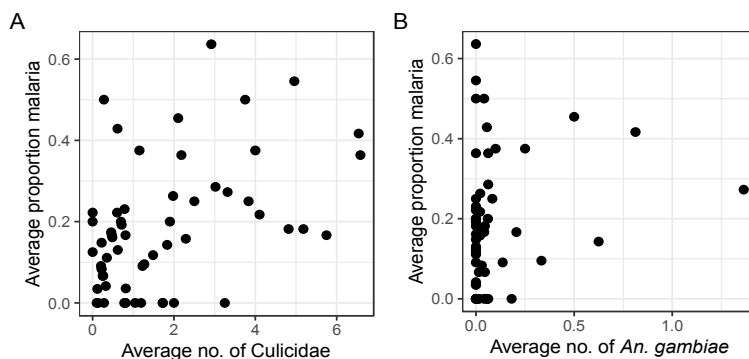 A
B
Average proportion malaria
0.6
0.4
0.2
0.0
0
2
4
6
Average no. of Culicidae
Average proportion malaria
0.6
0.4
0.2
0.0
0.0
0.5
1.0
Average no. of An. gambiae